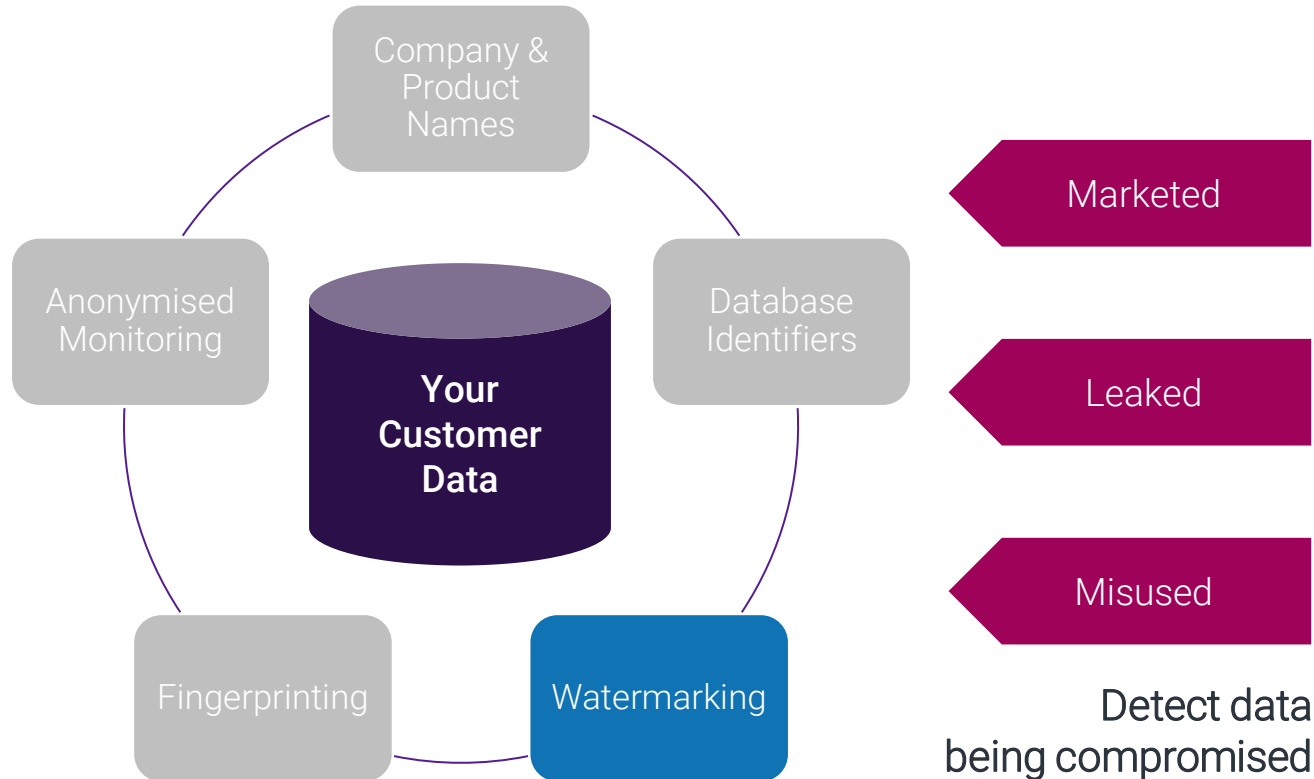 Company &
Product
Names
Anonymised
Monitoring
Database
Identifiers
Your
Customer
Data
Fingerprinting
Watermarking
Marketed
Leaked
Misused
Detect data
being compromised